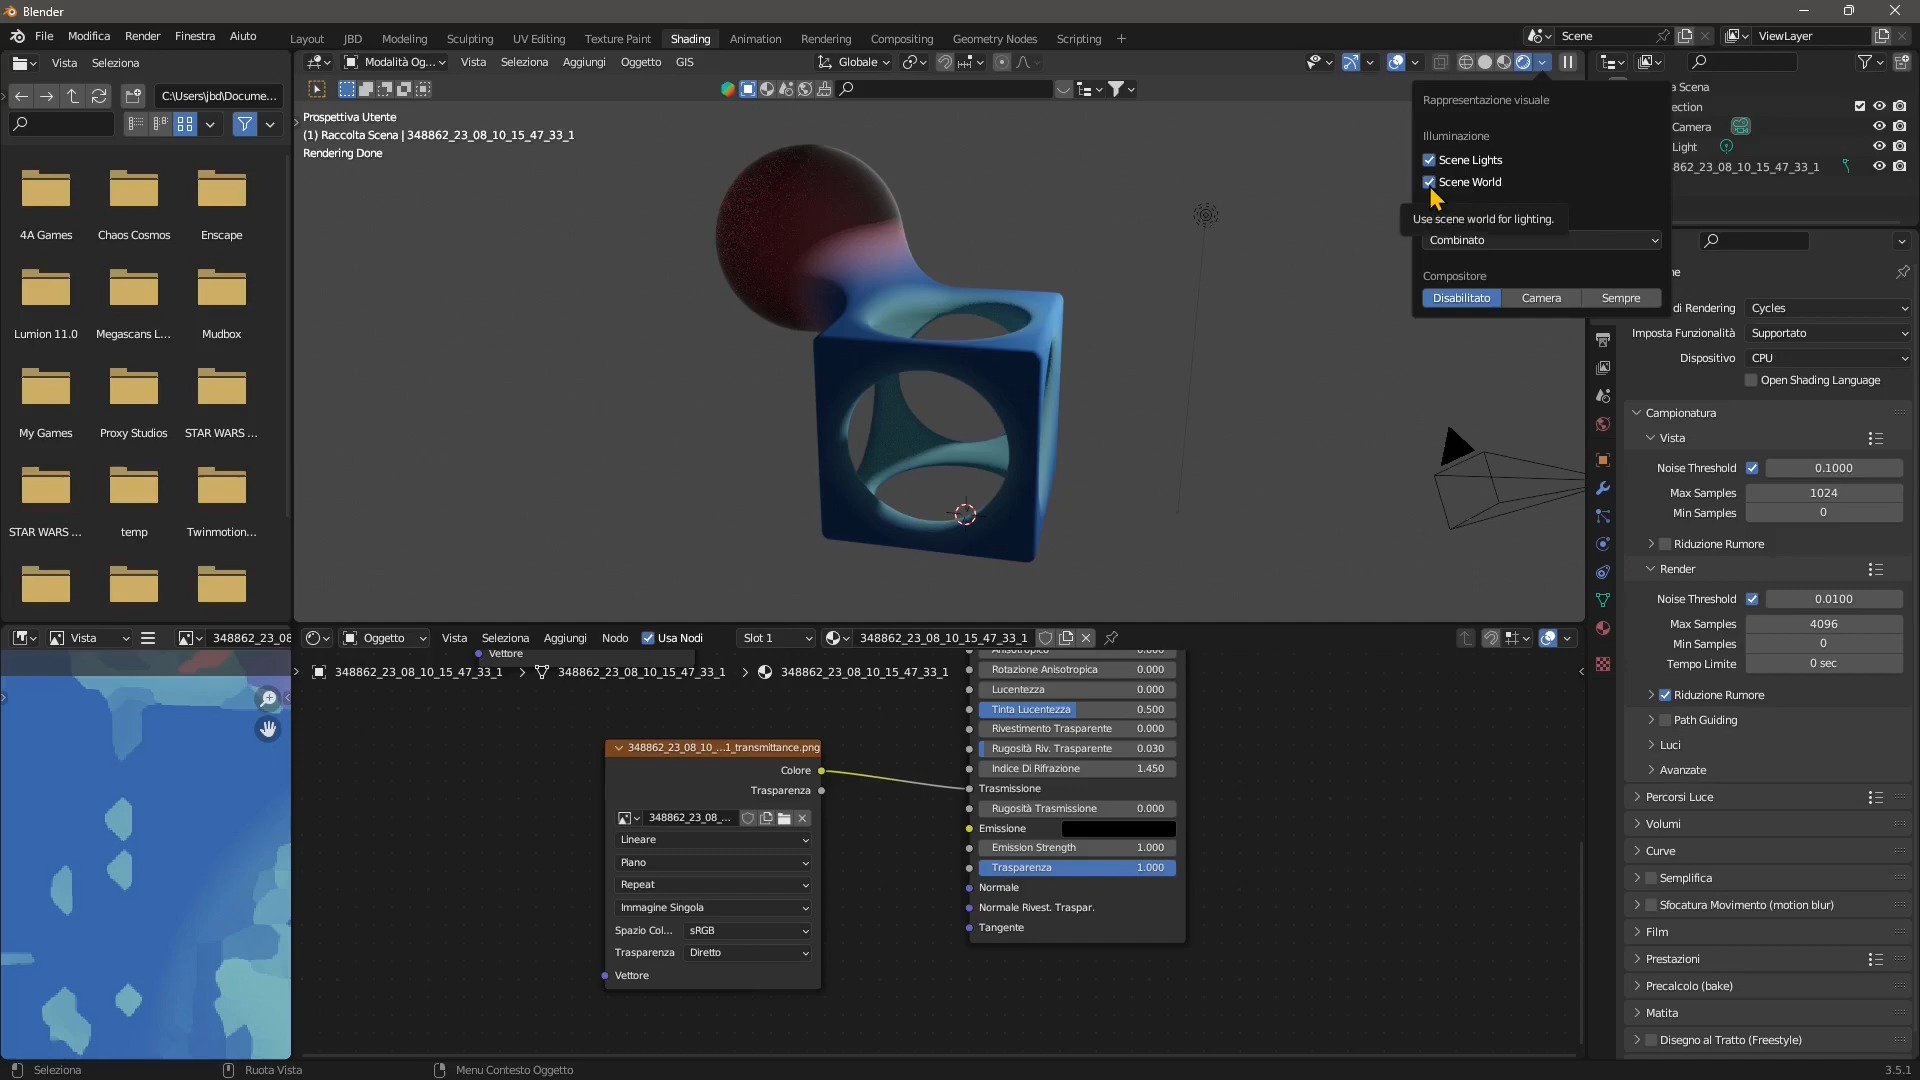 Blender
File Modifica Render Finestra Aiuto
Layout JBD Modeling Sculpting UV Editing Texture Paint Shading Animation Rendering Compositing Geometry Nodes Scripting +
Scene
ViewLayer
Vista Seleziona
C:\Users\jbd\Docume...
4A Games Chaos Cosmos Enscape
Lumion 11.0 Megascans L... Mudbox
My Games Proxy Studios STAR WARS ...
STAR WARS ... temp Twinmotion...
Modalità Og... Vista Seleziona Aggiungi Oggetto GIS
Globale
Prospettiva Utente
(1) Raccolta Scena | 348862_23_08_10_15_47_33_1
Rendering Done
Rappresentazione visuale
Illuminazione
Scene Lights
Scene World
Use scene world for lighting.
Combinato
Compositore
Disabilitato Camera Sempre
a Scena
ection
Camera
Light
862_23_08_10_15_47_33_1
ne
di Rendering Cycles
Imposta Funzionalità Supportato
Dispositivo CPU
Open Shading Language
Campionatura
Vista
Noise Threshold 0.1000
Max Samples 1024
Min Samples 0
Riduzione Rumore
Render
Noise Threshold 0.0100
Max Samples 4096
Min Samples 0
Tempo Limite 0 sec
Riduzione Rumore
Path Guiding
Luci
Avanzate
Percorsi Luce
Volumi
Curve
Semplifica
Sfocatura Movimento (motion blur)
Film
Prestazioni
Precalcolo (bake)
Matita
Disegno al Tratto (Freestyle)
Vista
348862_23_08
Oggetto Vista Seleziona Aggiungi Nodo Usa Nodi Slot 1 348862_23_08_10_15_47_33_1
Vettore
348862_23_08_10_15_47_33_1 > 348862_23_08_10_15_47_33_1 > 348862_23_08_10_15_47_33_1
348862_23_08_10_...1_transmittance.png
Colore
Trasparenza
348862_23_08_...
Lineare
Piano
Repeat
Immagine Singola
Spazio Col... sRGB
Trasparenza Diretto
Vettore
Anisotropico 0.000
Rotazione Anisotropica 0.000
Lucentezza 0.000
Tinta Lucentezza 0.500
Rivestimento Trasparente 0.000
Rugosità Riv. Trasparente 0.030
Indice Di Rifrazione 1.450
Trasmissione
Rugosità Trasmissione 0.000
Emissione
Emission Strength 1.000
Trasparenza 1.000
Normale
Normale Rivest. Traspar.
Tangente
Seleziona
Ruota Vista
Menu Contesto Oggetto
3.5.1